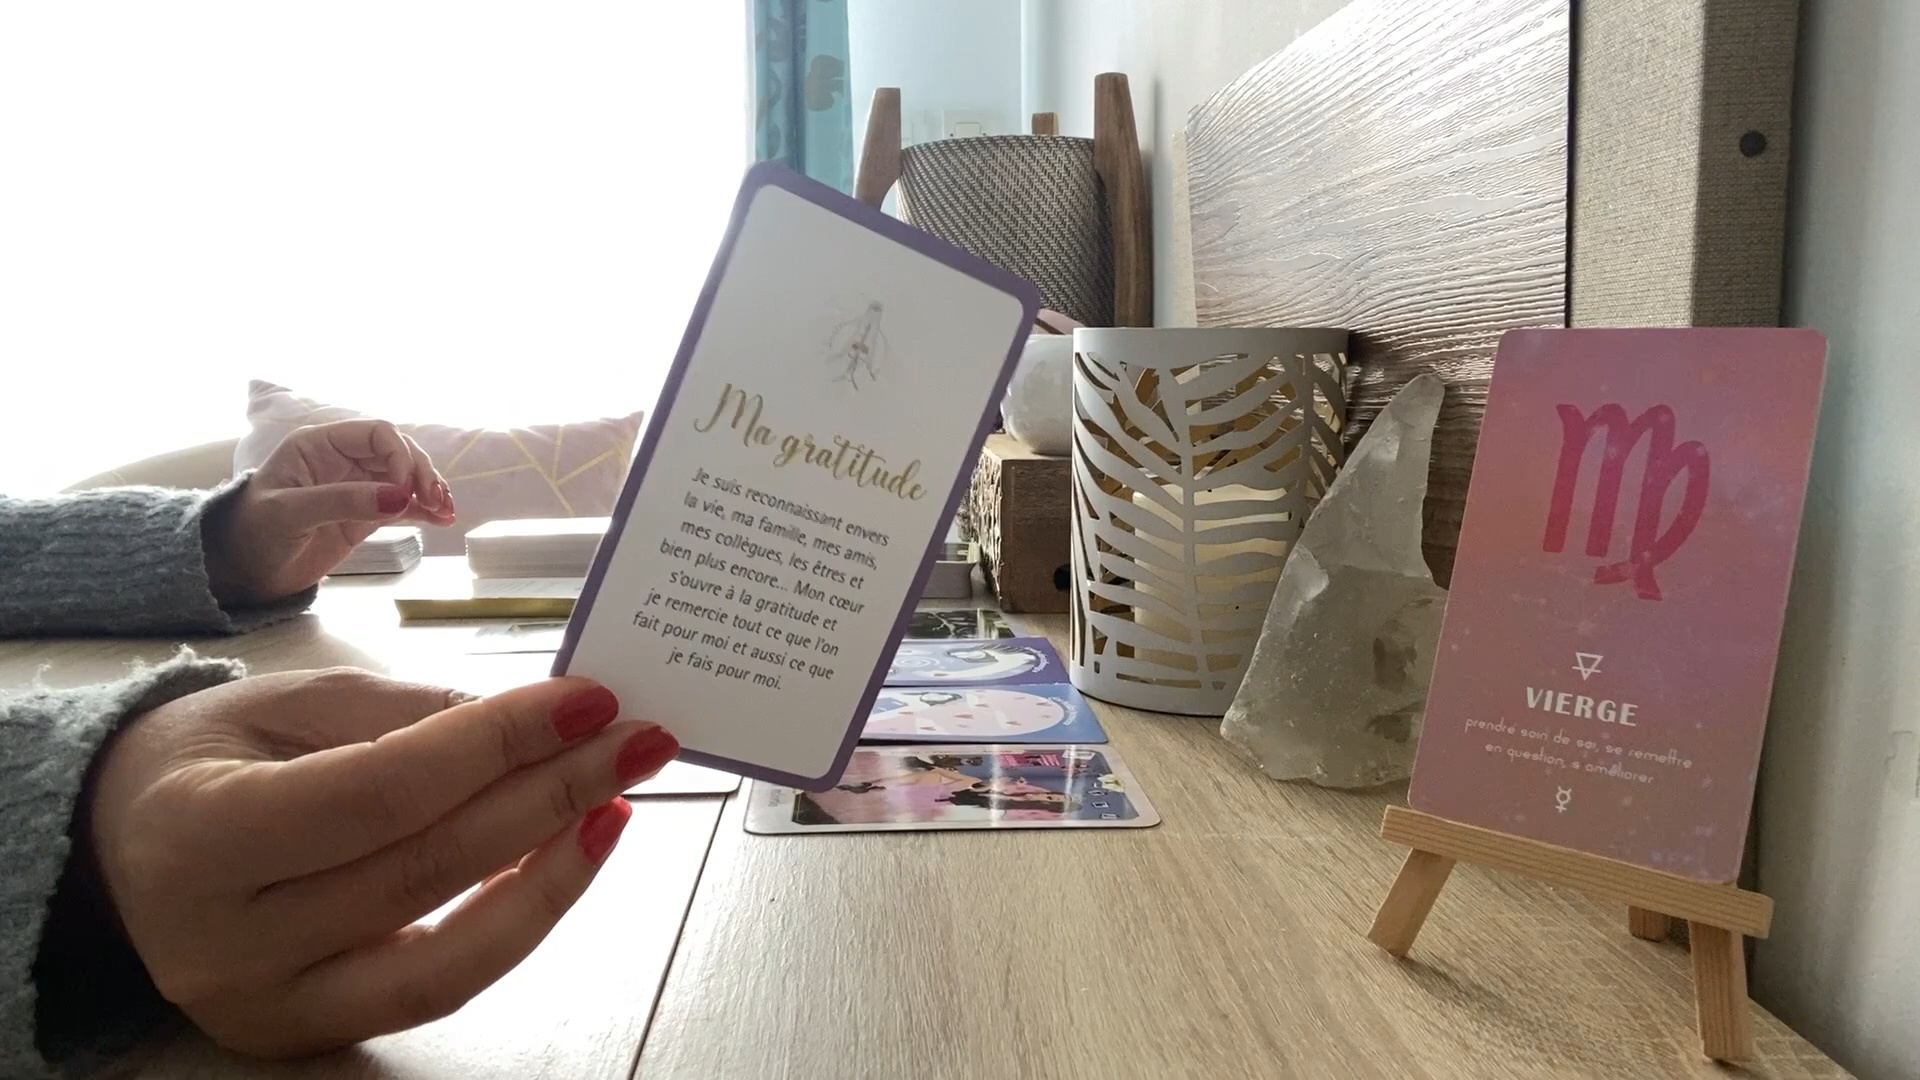 Ma gratitude
Je suis reconnaissant envers
la vie, ma famille, mes amis,
mes collègues, les êtres et
bien plus encore... Mon cœur
s'ouvre à la gratitude et
je remercie tout ce que l'on
fait pour moi et aussi ce que
je fais pour moi.
VIERGE
prendre soin de soi, se remettre
en question, s améliorer